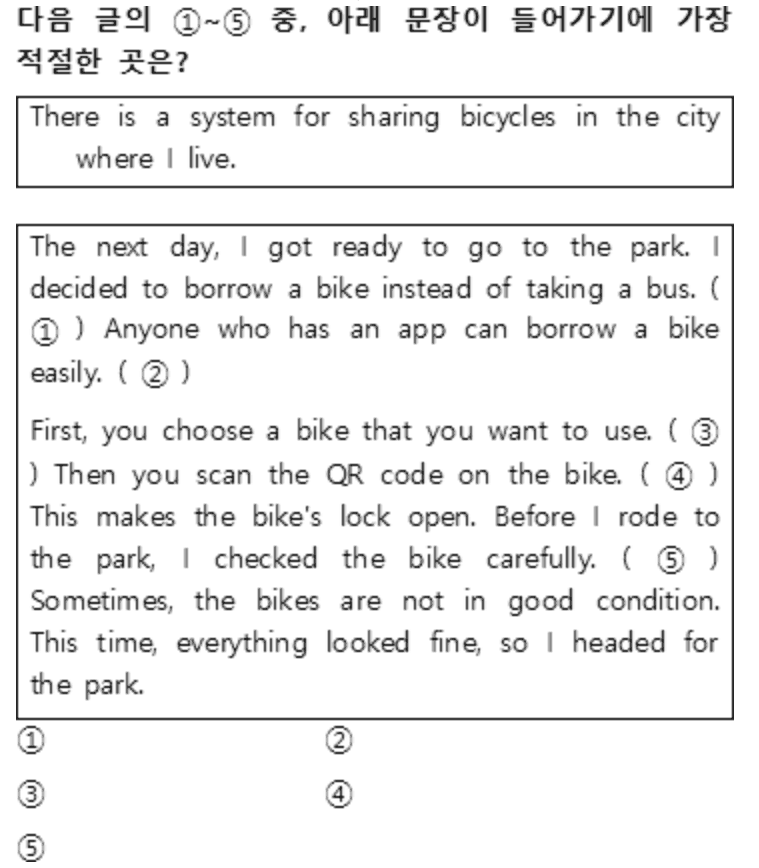 다음 글의 ①~⑤ 중, 아래 문장이 들어가기에 가장
적절한 곳은?
There is a system for sharing bicycles in the city
where I live.
The next day, I got ready to go to the park. I
decided to borrow a bike instead of taking a bus. (
① ) Anyone who has an app can borrow a bike
easily. ( ② )
First, you choose a bike that you want to use. ( ③
) Then you scan the QR code on the bike. ( ④ )
This makes the bike's lock open. Before I rode to
the park, I checked the bike carefully. ( ⑤ )
Sometimes, the bikes are not in good condition.
This time, everything looked fine, so I headed for
the park.
① ②
③ ④
⑤